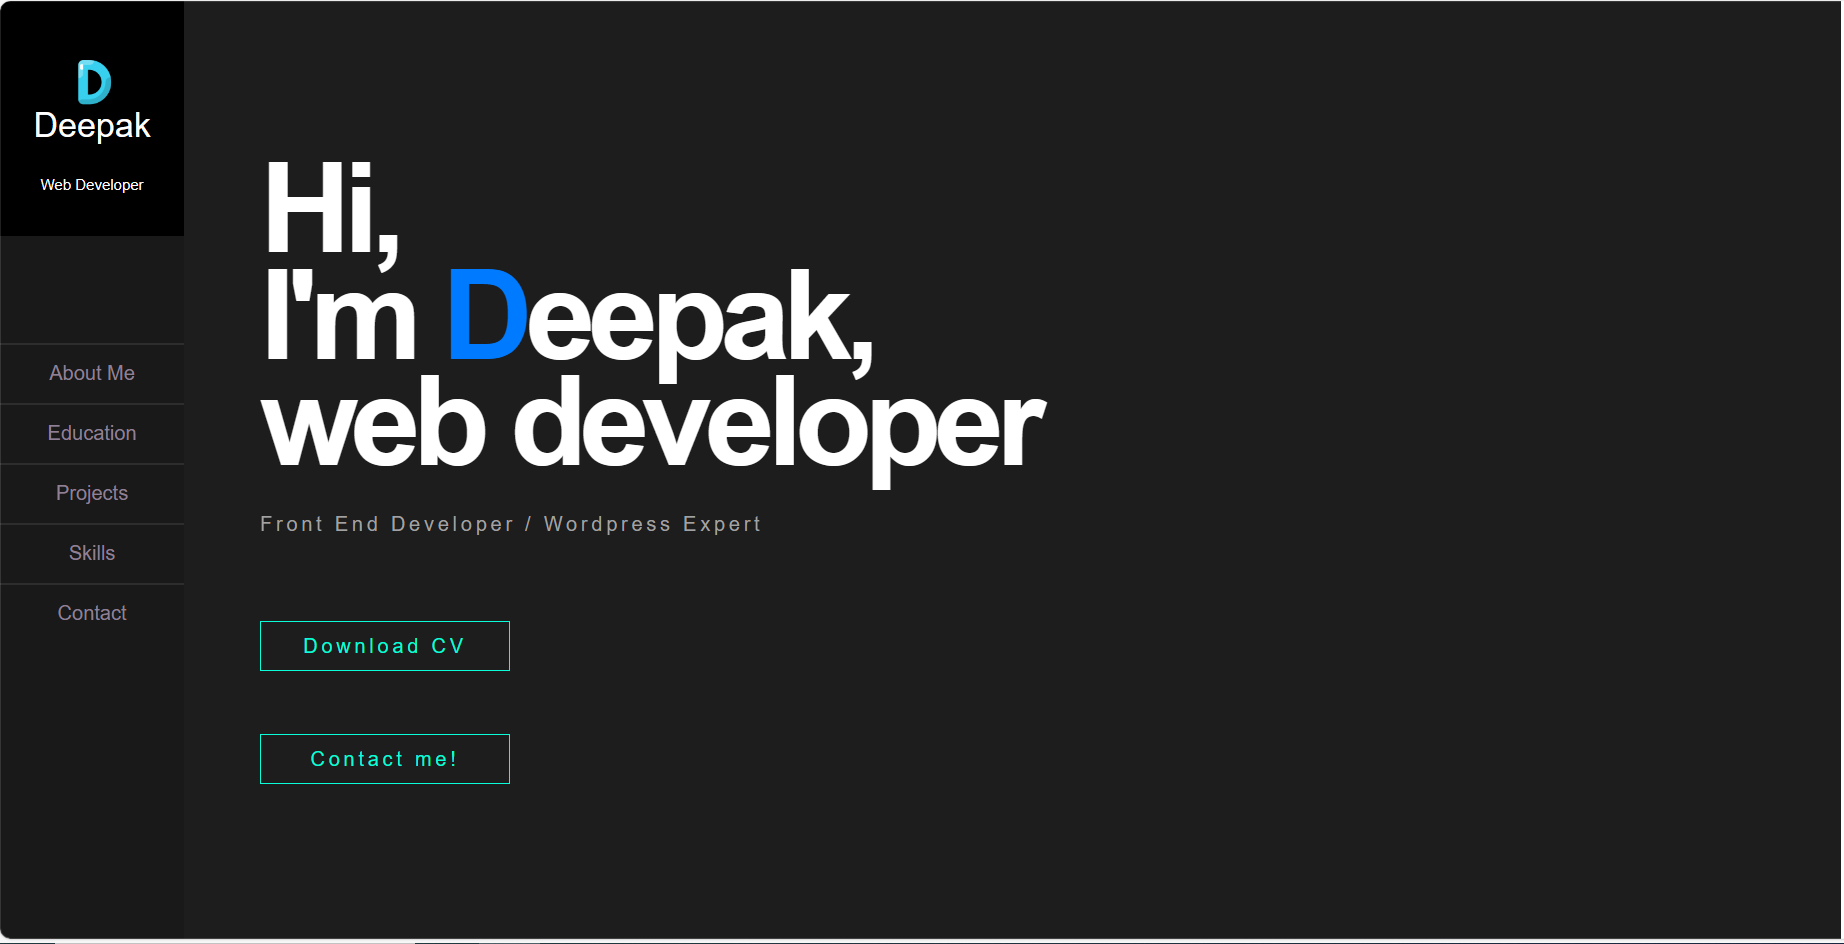 D
Deepak
Web Developer
About Me
Education
Projects
Skills
Contact
Hi,
I'm Deepak,
web developer
Front End Developer / Wordpress Expert
Download CV
Contact me!